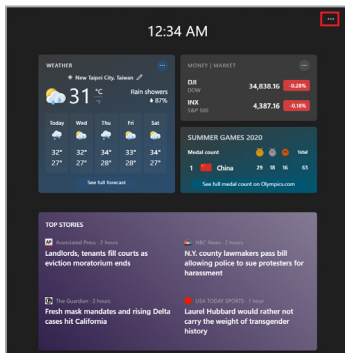 12:34 AM
WEATHER
New Taipei City, Taiwan
31 °C
°F
Rain showers
87%
Today Wed Thu Fri Sat
32° 32° 34° 33° 34°
27° 27° 28° 27° 27°
See full forecast
MONEY | MARKET
DJI
DOW
34,838.16 -0.28%
INX
S&P 500
4,387.16 -0.18%
SUMMER GAMES 2020
Medal count Total
1 China 29 18 16 63
See full medal count on Olympics.com
TOP STORIES
Associated Press · 2 hours
Landlords, tenants fill courts as
eviction moratorium ends
NBC News · 2 hours
N.Y. county lawmakers pass bill
allowing police to sue protesters for
harassment
The Guardian · 2 hours
Fresh mask mandates and rising Delta
cases hit California
USA TODAY SPORTS · 1 hour
Laurel Hubbard would rather not
carry the weight of transgender
history